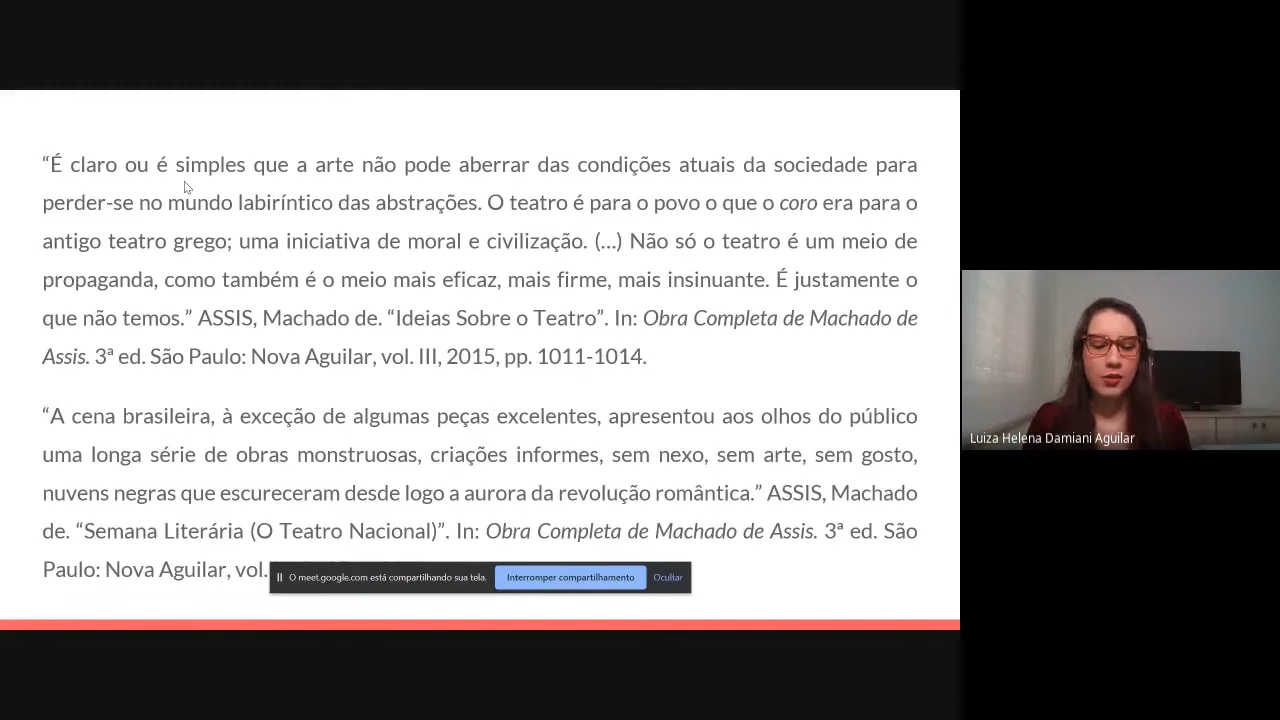 “É claro ou é simples que a arte não pode aberrar das condições atuais da sociedade para
perder-se no mundo labiríntico das abstrações. O teatro é para o povo o que o coro era para o
antigo teatro grego; uma iniciativa de moral e civilização. (...) Não só o teatro é um meio de
propaganda, como também é o meio mais eficaz, mais firme, mais insinuante. É justamente o
que não temos.” ASSIS, Machado de. “Ideias Sobre o Teatro”. In: Obra Completa de Machado de
Assis. 3ª ed. São Paulo: Nova Aguilar, vol. III, 2015, pp. 1011-1014.
“A cena brasileira, à exceção de algumas peças excelentes, apresentou aos olhos do público
uma longa série de obras monstruosas, criações informes, sem nexo, sem arte, sem gosto,
nuvens negras que escureceram desde logo a aurora da revolução romântica.” ASSIS, Machado
de. “Semana Literária (O Teatro Nacional)”. In: Obra Completa de Machado de Assis. 3ª ed. São
Paulo: Nova Aguilar, vol.
O meet.google.com está compartilhando sua tela. Interromper compartilhamento Ocultar
Luiza Helena Damiani Aguilar